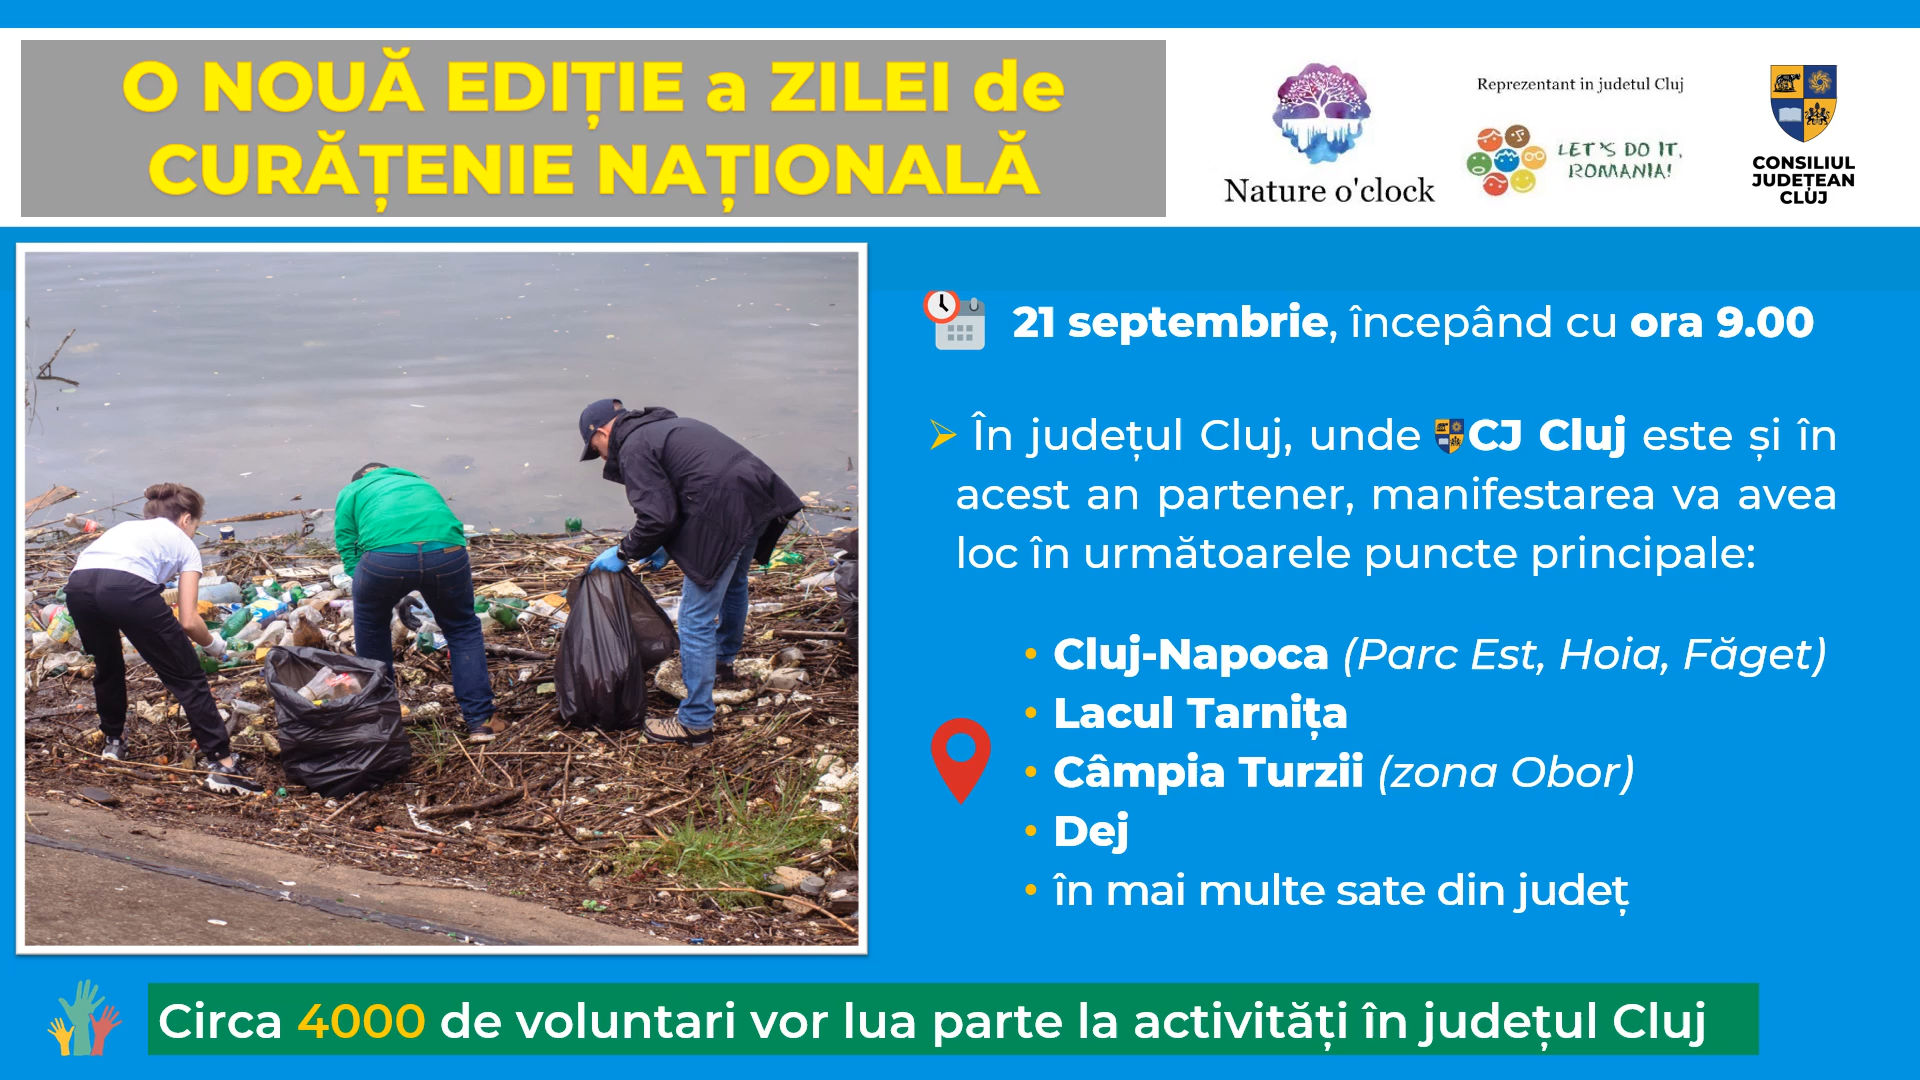 O NOUĂ EDIȚIE a ZILEI de
CURĂȚENIE NAȚIONALĂ
Nature o'clock
Reprezentant in judetul Cluj
LET'S DO IT,
ROMANIA!
CONSILIUL
JUDEȚEAN
CLUJ
21 septembrie, începând cu ora 9.00
În județul Cluj, unde CJ Cluj este și în
acest an partener, manifestarea va avea
loc în următoarele puncte principale:
• Cluj-Napoca (Parc Est, Hoia, Făget)
• Lacul Tarnița
• Câmpia Turzii (zona Obor)
• Dej
• în mai multe sate din județ
Circa 4000 de voluntari vor lua parte la activități în județul Cluj